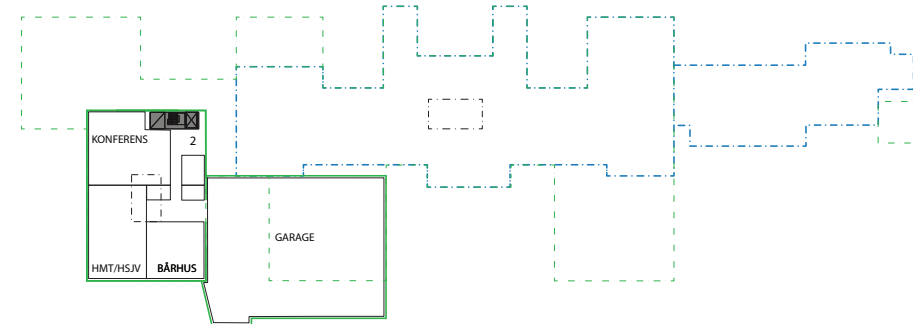 KONFERENS
2
GARAGE
HMT/HSJV
BÅRHUS